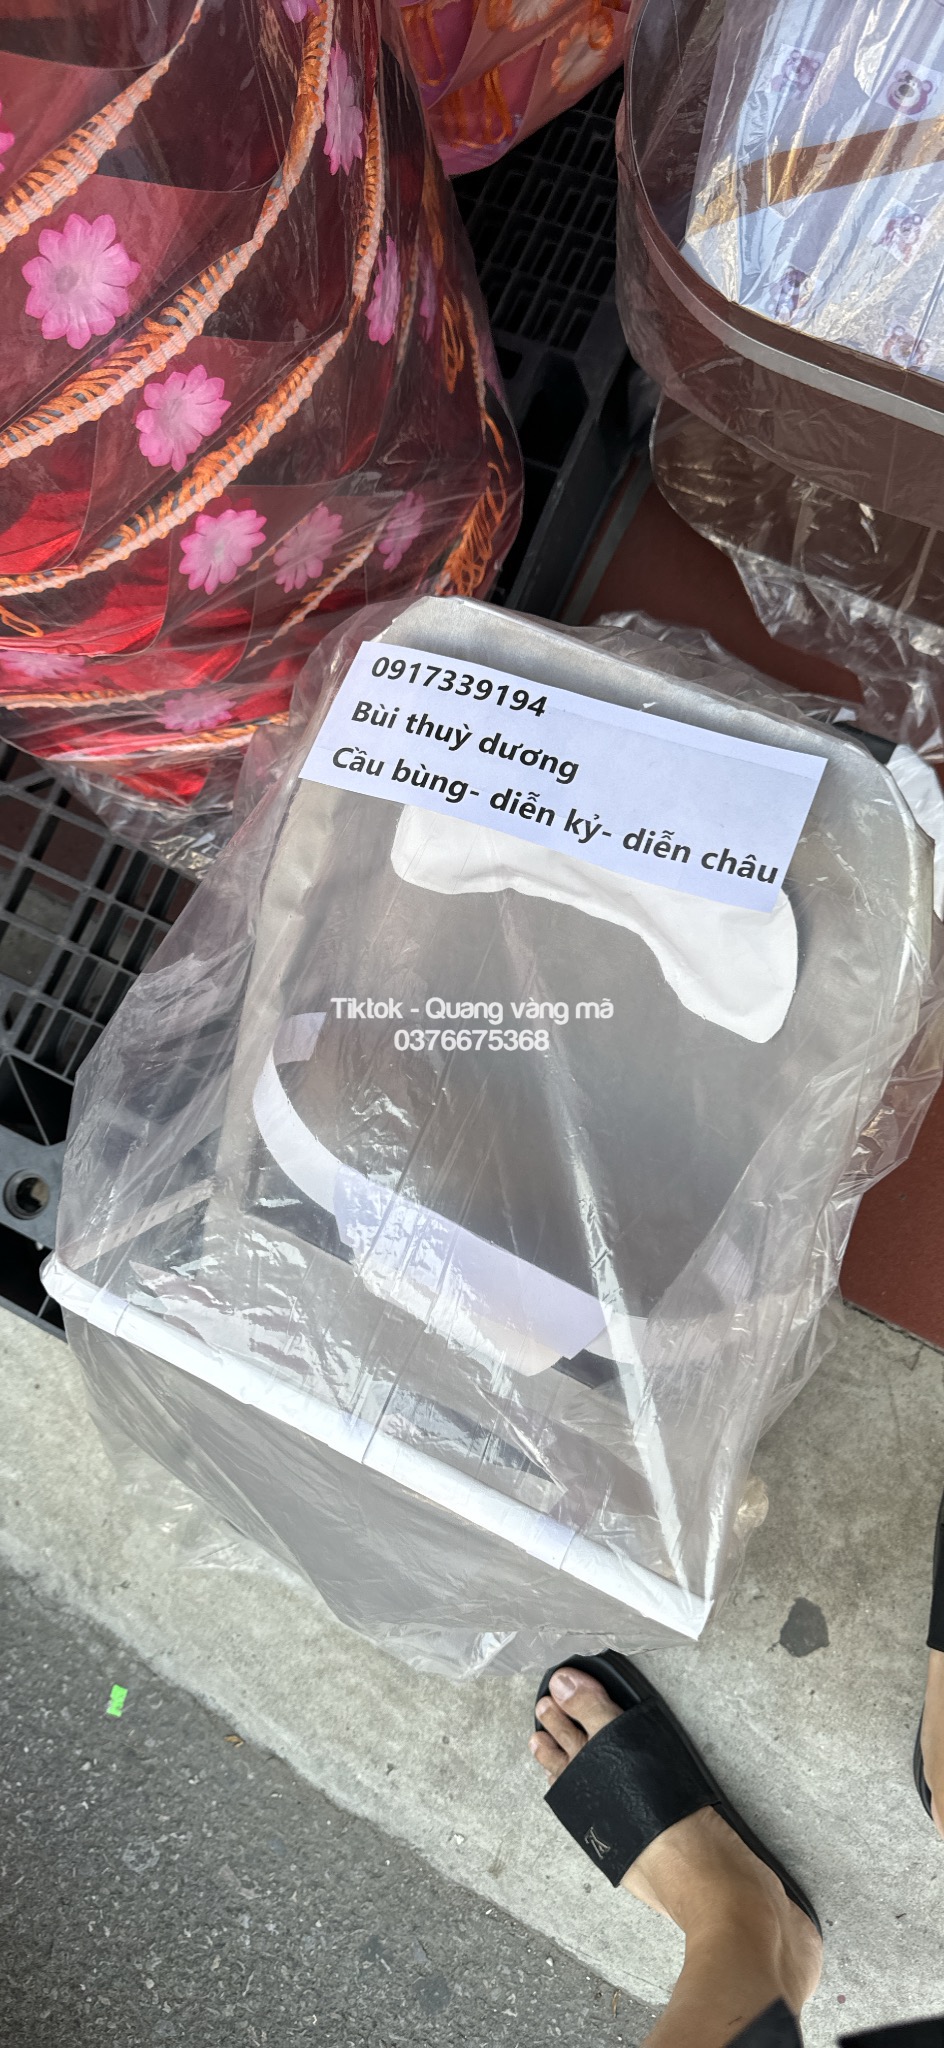 0917339194
Bùi thuỳ dương
Cầu bùng- diễn kỷ- diễn châu
Tiktok - Quang vàng mã
0376675368